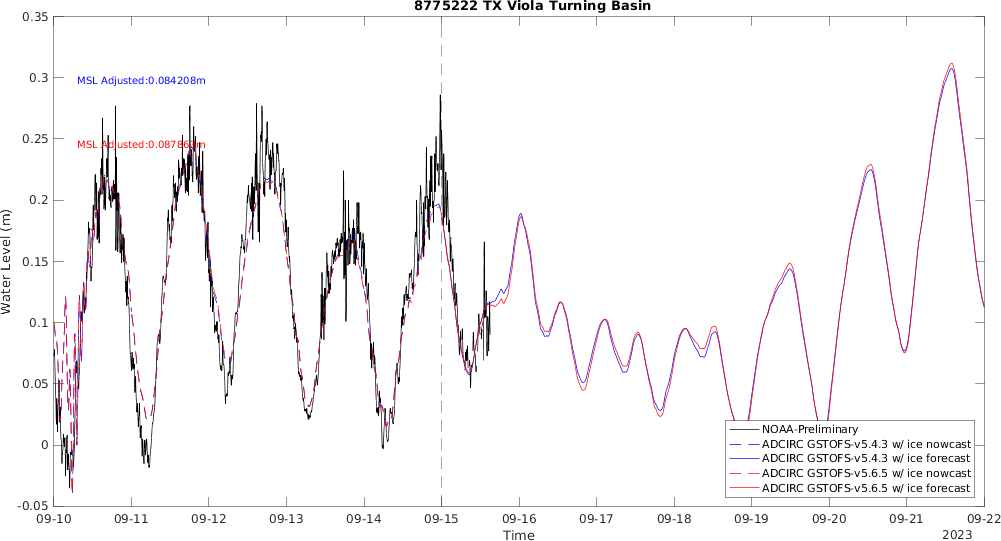 8775222 TX Viola Turning Basin
0.35
0.3
0.25
0.2
0.15
0.1
0.05
0
-0.05
Water Level (m)
MSL Adjusted:0.084208m
MSL Adjusted:0.08786 m
NOAA-Preliminary
ADCIRC GSTOFS-v5.4.3 w/ ice nowcast
ADCIRC GSTOFS-v5.4.3 w/ ice forecast
ADCIRC GSTOFS-v5.6.5 w/ ice nowcast
ADCIRC GSTOFS-v5.6.5 w/ ice forecast
09-10 09-11 09-12 09-13 09-14 09-15 09-16 09-17 09-18 09-19 09-20 09-21 09-22
Time
2023